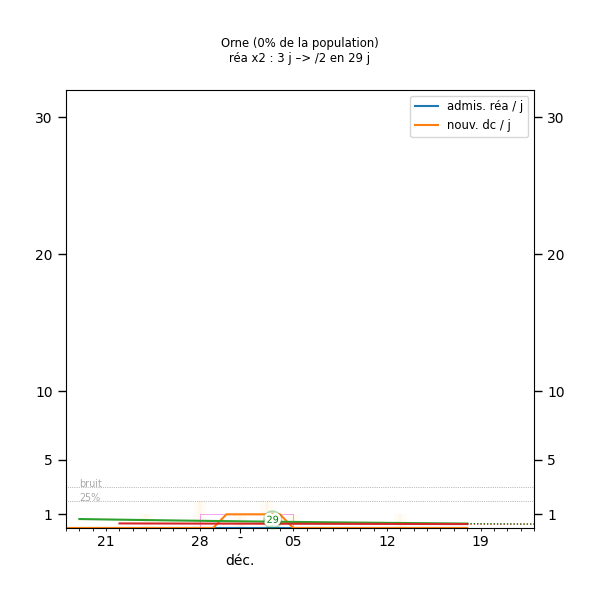 Orne (0% de la population)
réa x2 : 3 j –> /2 en 29 j
admis. réa / j
nouv. dc / j
30 30
20 20
10 10
5 5
bruit
25%
1 1
29
21 28 - 05 12 19
déc.